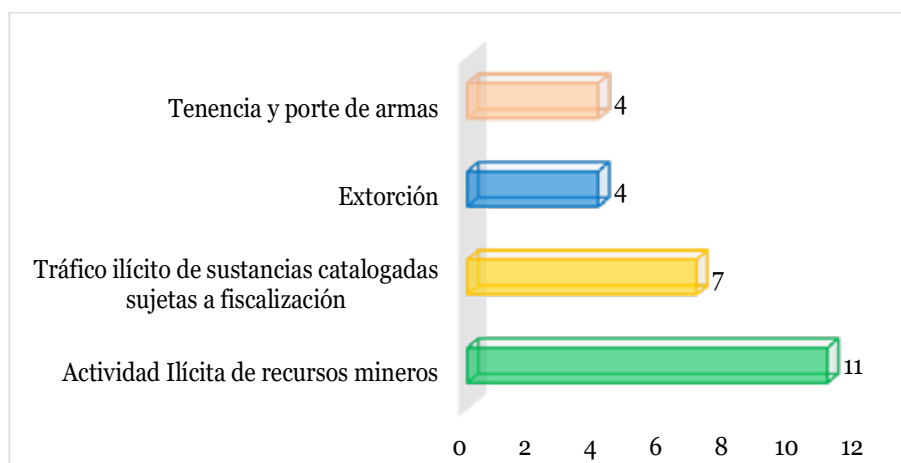 Tenencia y porte de armas
4
Extorción
4
Tráfico ilícito de sustancias catalogadas
sujetas a fiscalización
7
Actividad Ilícita de recursos mineros
11
0 2 4 6 8 10 12